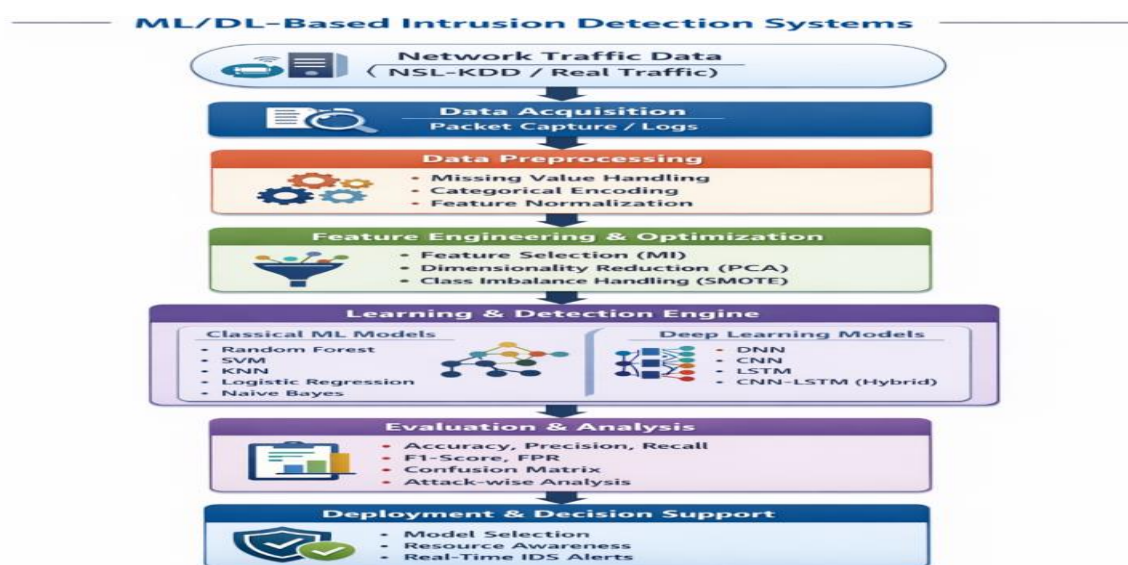 ML/DL-Based Intrusion Detection Systems
Network Traffic Data
(NSL-KDD / Real Traffic)
Data Acquisition
Packet Capture / Logs
Data Preprocessing
• Missing Value Handling
• Categorical Encoding
• Feature Normalization
Feature Engineering & Optimization
• Feature Selection (MI)
• Dimensionality Reduction (PCA)
• Class Imbalance Handling (SMOTE)
Learning & Detection Engine
Classical ML Models
• Random Forest
• SVM
• KNN
• Logistic Regression
• Naive Bayes
Deep Learning Models
• DNN
• CNN
• LSTM
• CNN-LSTM (Hybrid)
Evaluation & Analysis
• Accuracy, Precision, Recall
• F1-Score, FPR
• Confusion Matrix
• Attack-wise Analysis
Deployment & Decision Support
• Model Selection
• Resource Awareness
• Real-Time IDS Alerts